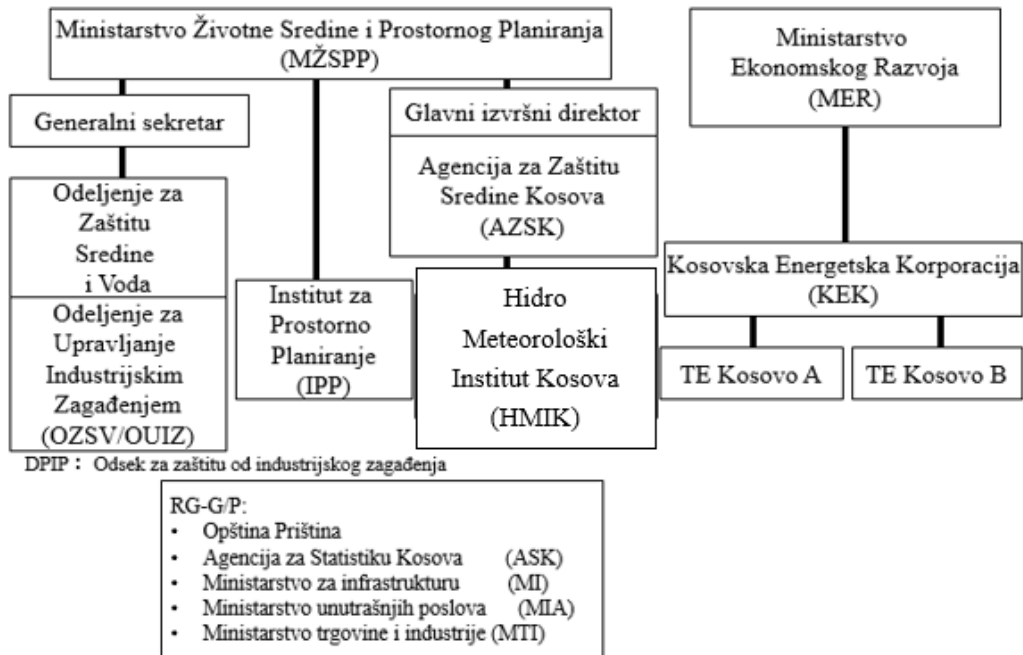 Ministarstvo Životne Sredine i Prostornog Planiranja
(MŽSPP)
Generalni sekretar
Odeljenje za
Zaštitu
Sredine
i Voda
Odeljenje za
Upravljanje
Industrijskim
Zagađenjem
(OZSV/OUIZ)
Institut za
Prostorno
Planiranje
(IPP)
Glavni izvršni direktor
Agencija za Zaštitu
Sredine Kosova
(AZSK)
Hidro
Meteorološki
Institut Kosova
(HMIK)
Ministarstvo
Ekonomskog Razvoja
(MER)
Kosovska Energetska Korporacija
(KEK)
TE Kosovo A
TE Kosovo B
DPIP： Odsek za zaštitu od industrijskog zagađenja
RG-G/P:
• Opština Priština
• Agencija za Statistiku Kosova (ASK)
• Ministarstvo za infrastrukturu (MI)
• Ministarstvo unutrašnjih poslova (MIA)
• Ministarstvo trgovine i industrije (MTI)